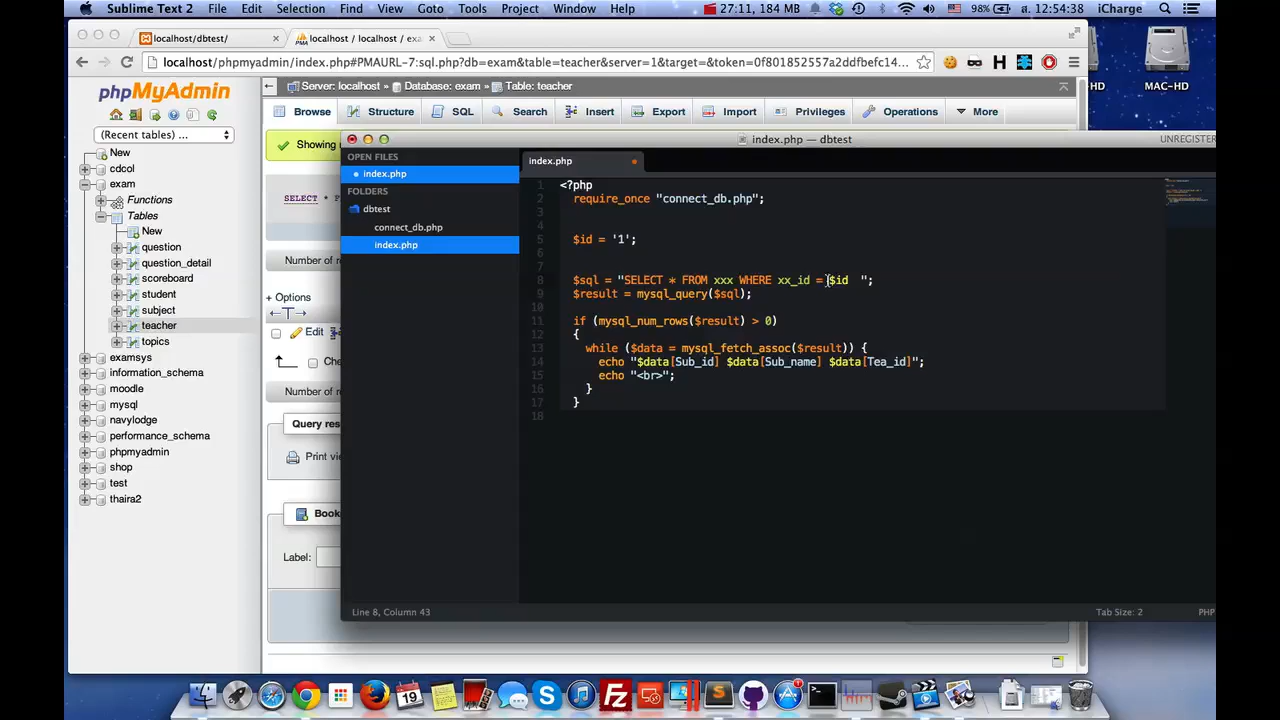 Sublime Text 2 File Edit Selection Find View Goto Tools Project Window Help 27:11, 184 MB 98% ส. 12:54:38 iCharge
localhost/dbtest/
localhost / localhost / exa
localhost/phpmyadmin/index.php#PMAURL-7:sql.php?db=exam&table=teacher&server=1&target=&token=0f801852557a2ddfbefc14...
phpMyAdmin
(Recent tables) ...
New
cdcol
exam
Functions
Tables
New
question
question_detail
scoreboard
student
subject
teacher
topics
examsys
information_schema
moodle
mysql
navylodge
performance_schema
phpmyadmin
shop
test
thaira2
Server: localhost » Database: exam » Table: teacher
Browse Structure SQL Search Insert Export Import Privileges Operations More
Showing
SELECT *
Number of
+ Options
Edit
Che
Number of
Query res
Print vi
Book
Label:
index.php — dbtest
UNREGISTER
OPEN FILES
index.php
FOLDERS
dbtest
connect_db.php
index.php
index.php
1 <?php
2 require_once "connect_db.php";
3
4
5 $id = '1';
6
7
8 $sql = "SELECT * FROM xxx WHERE xx_id =$id ";
9 $result = mysql_query($sql);
10
11 if (mysql_num_rows($result) > 0)
12 {
13 while ($data = mysql_fetch_assoc($result)) {
14 echo "$data[Sub_id] $data[Sub_name] $data[Tea_id]";
15 echo "<br>";
16 }
17 }
18
Line 8, Column 43
Tab Size: 2
PHP
HD
MAC-HD